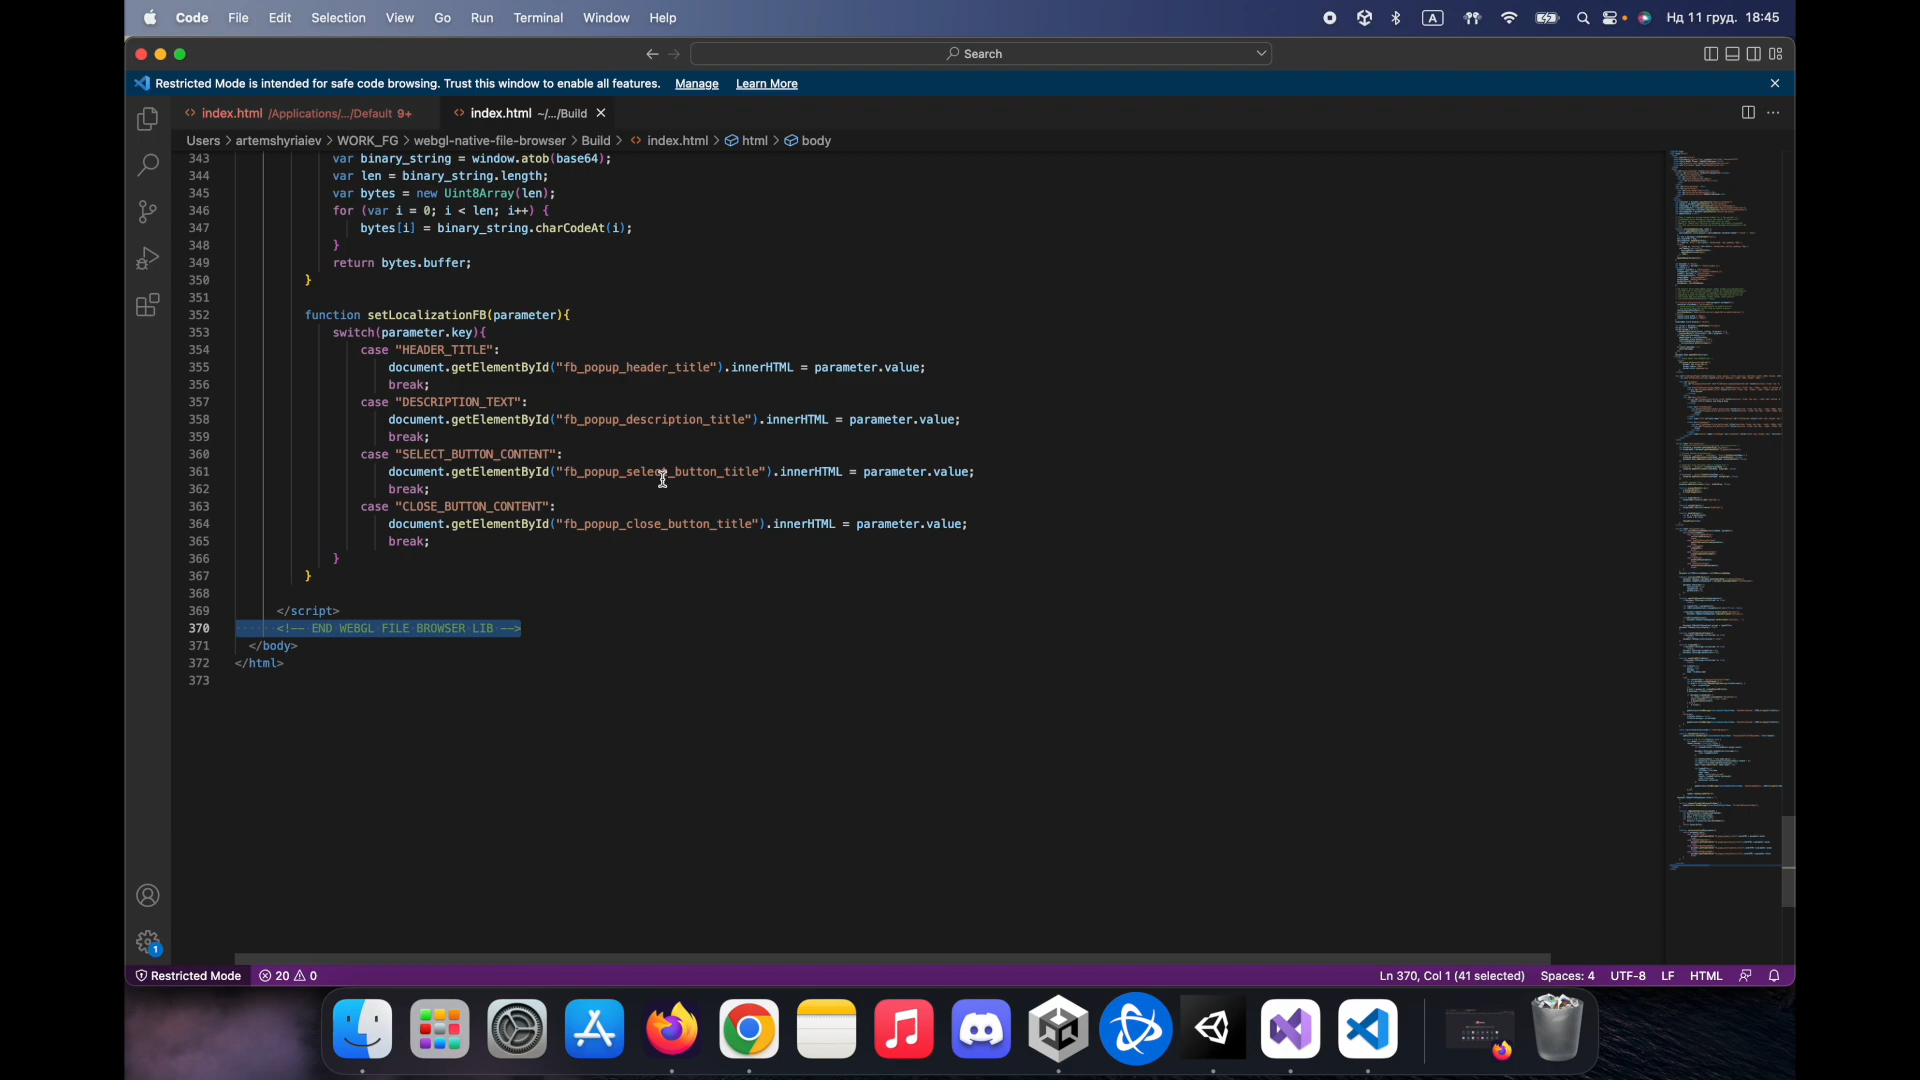 Code File Edit Selection View Go Run Terminal Window Help A Нд 11 груд. 18:45
Search
Restricted Mode is intended for safe code browsing. Trust this window to enable all features. Manage Learn More
index.html /Applications/.../Default 9+ index.html ~/.../Build
Users > artemshyriaiev > WORK_FG > webgl-native-file-browser > Build > index.html > html > body
343 var binary_string = window.atob(base64);
344 var len = binary_string.length;
345 var bytes = new Uint8Array(len);
346 for (var i = 0; i < len; i++) {
347 bytes[i] = binary_string.charCodeAt(i);
348 }
349 return bytes.buffer;
350 }
351
352 function setLocalizationFB(parameter){
353 switch(parameter.key){
354 case "HEADER_TITLE":
355 document.getElementById("fb_popup_header_title").innerHTML = parameter.value;
356 break;
357 case "DESCRIPTION_TEXT":
358 document.getElementById("fb_popup_description_title").innerHTML = parameter.value;
359 break;
360 case "SELECT_BUTTON_CONTENT":
361 document.getElementById("fb_popup_select_button_title").innerHTML = parameter.value;
362 break;
363 case "CLOSE_BUTTON_CONTENT":
364 document.getElementById("fb_popup_close_button_title").innerHTML = parameter.value;
365 break;
366 }
367 }
368
369 </script>
370 <!-- END WEBGL FILE BROWSER LIB -->
371 </body>
372 </html>
373
1
Restricted Mode 20 0 Ln 370, Col 1 (41 selected) Spaces: 4 UTF-8 LF HTML